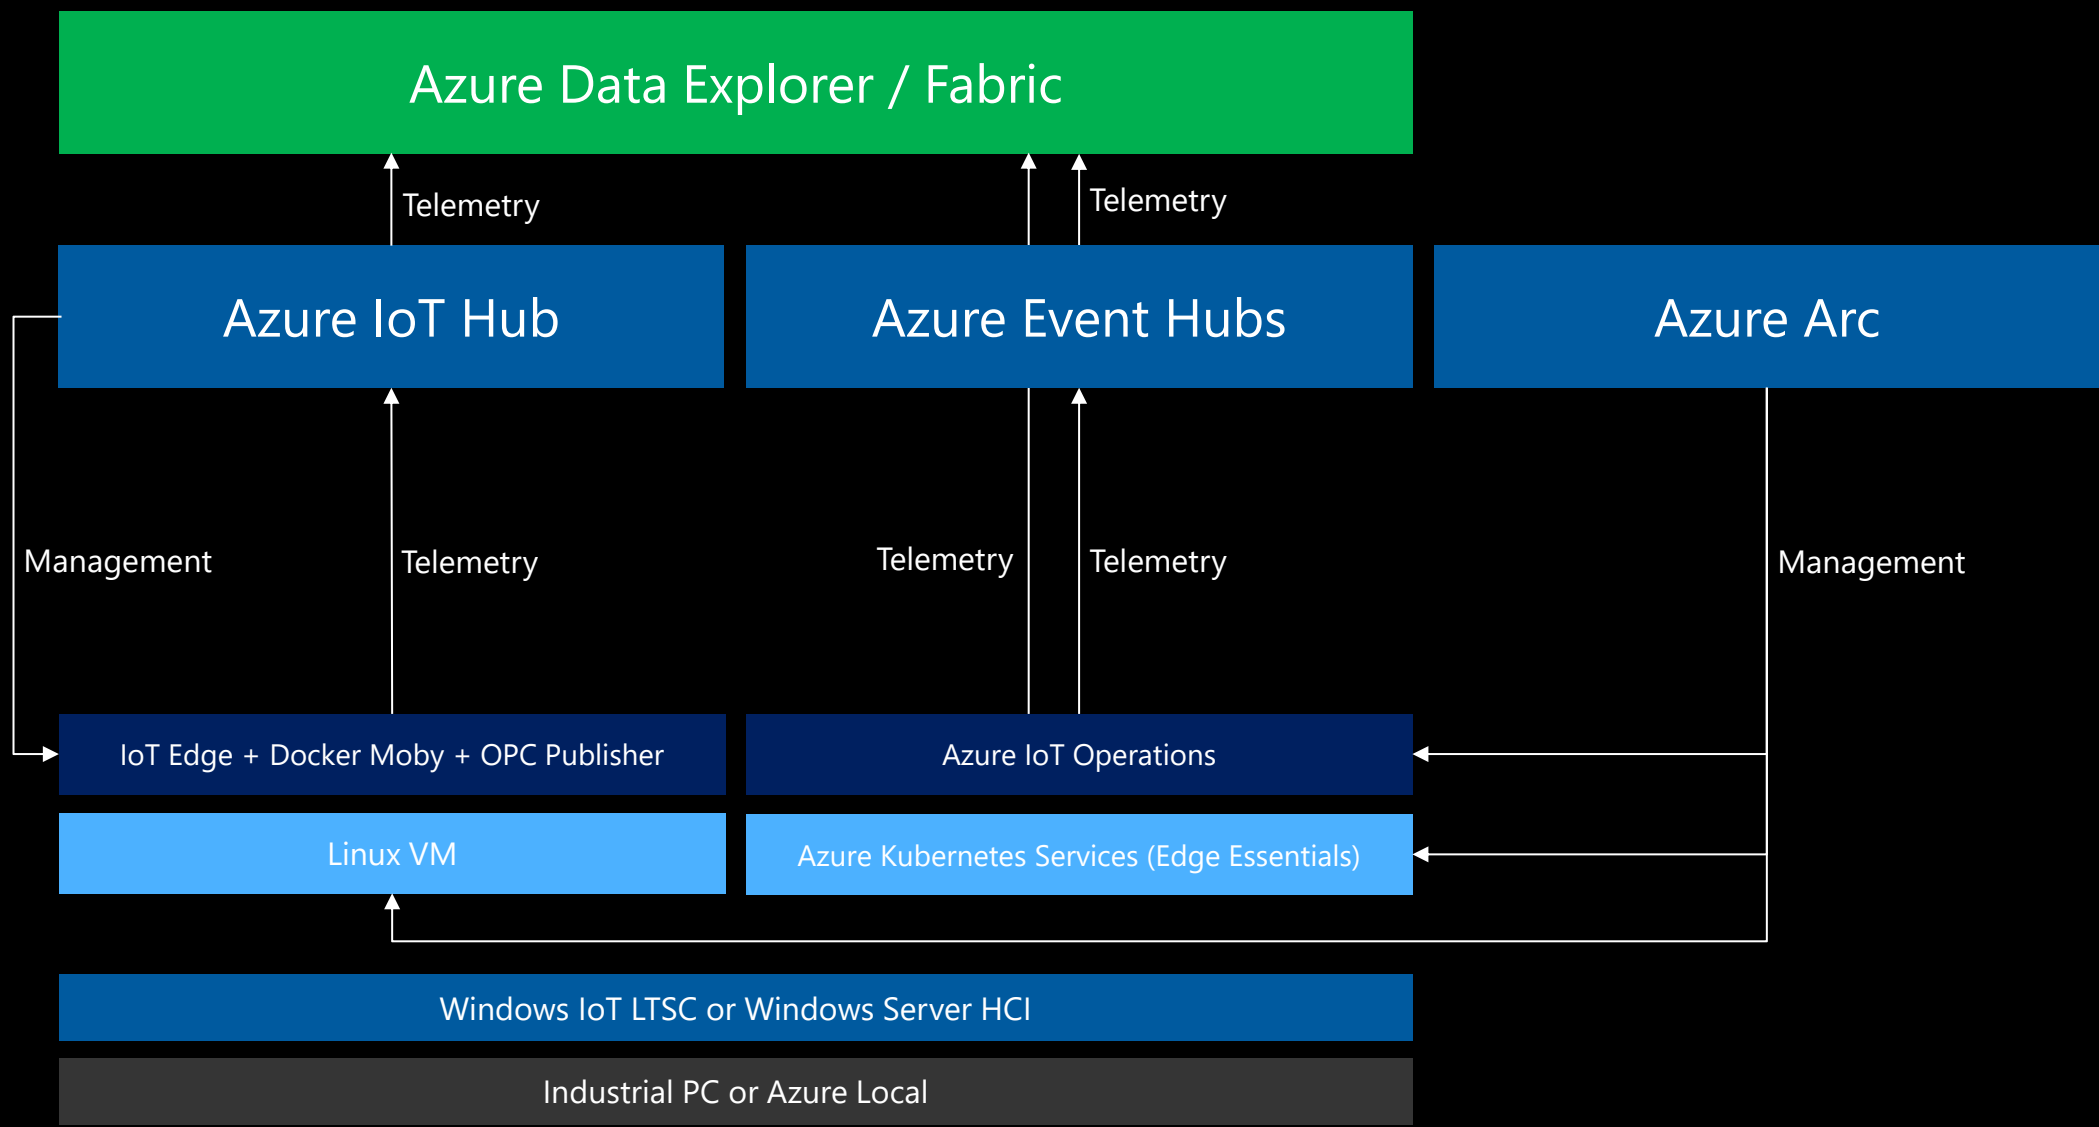 Azure Data Explorer / Fabric
Telemetry
Telemetry
Azure IoT Hub
Azure Event Hubs
Azure Arc
Management
Telemetry
Telemetry
Telemetry
Management
IoT Edge + Docker Moby + OPC Publisher
Azure IoT Operations
Linux VM
Azure Kubernetes Services (Edge Essentials)
Windows IoT LTSC or Windows Server HCI
Industrial PC or Azure Local